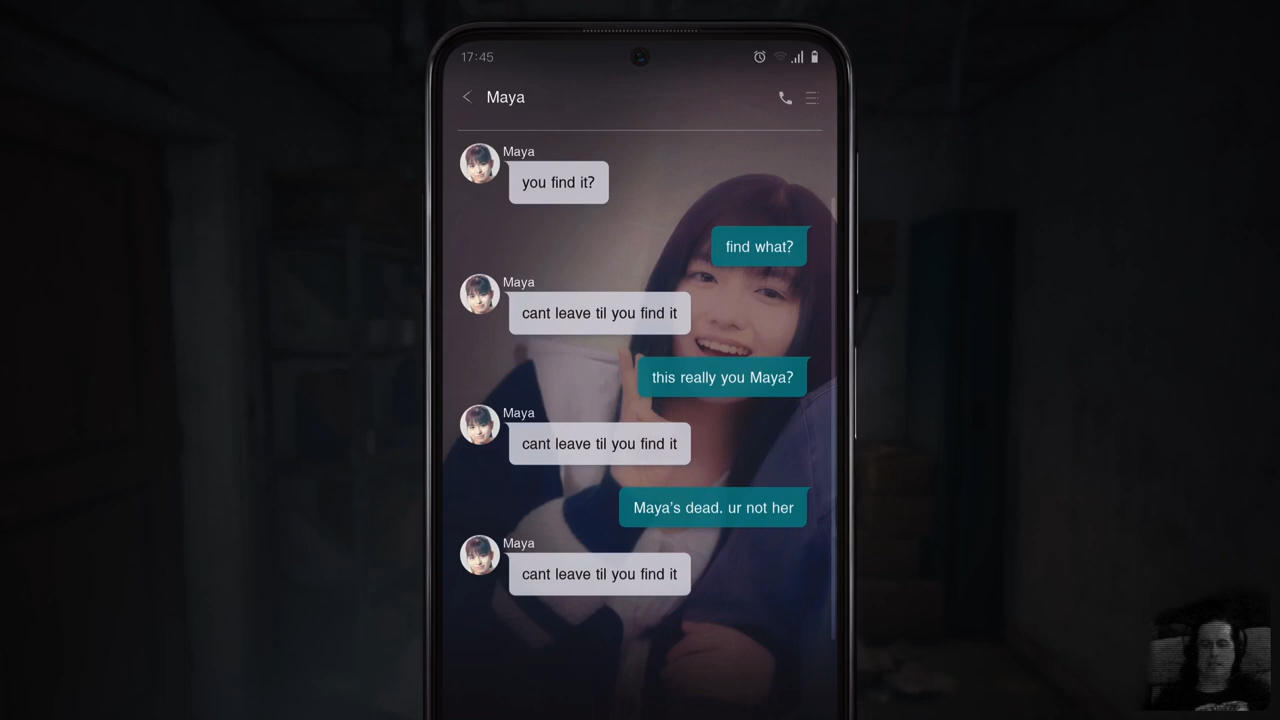 17:45
Maya
Maya
you find it?
find what?
Maya
cant leave til you find it
this really you Maya?
Maya
cant leave til you find it
Maya's dead. ur not her
Maya
cant leave til you find it